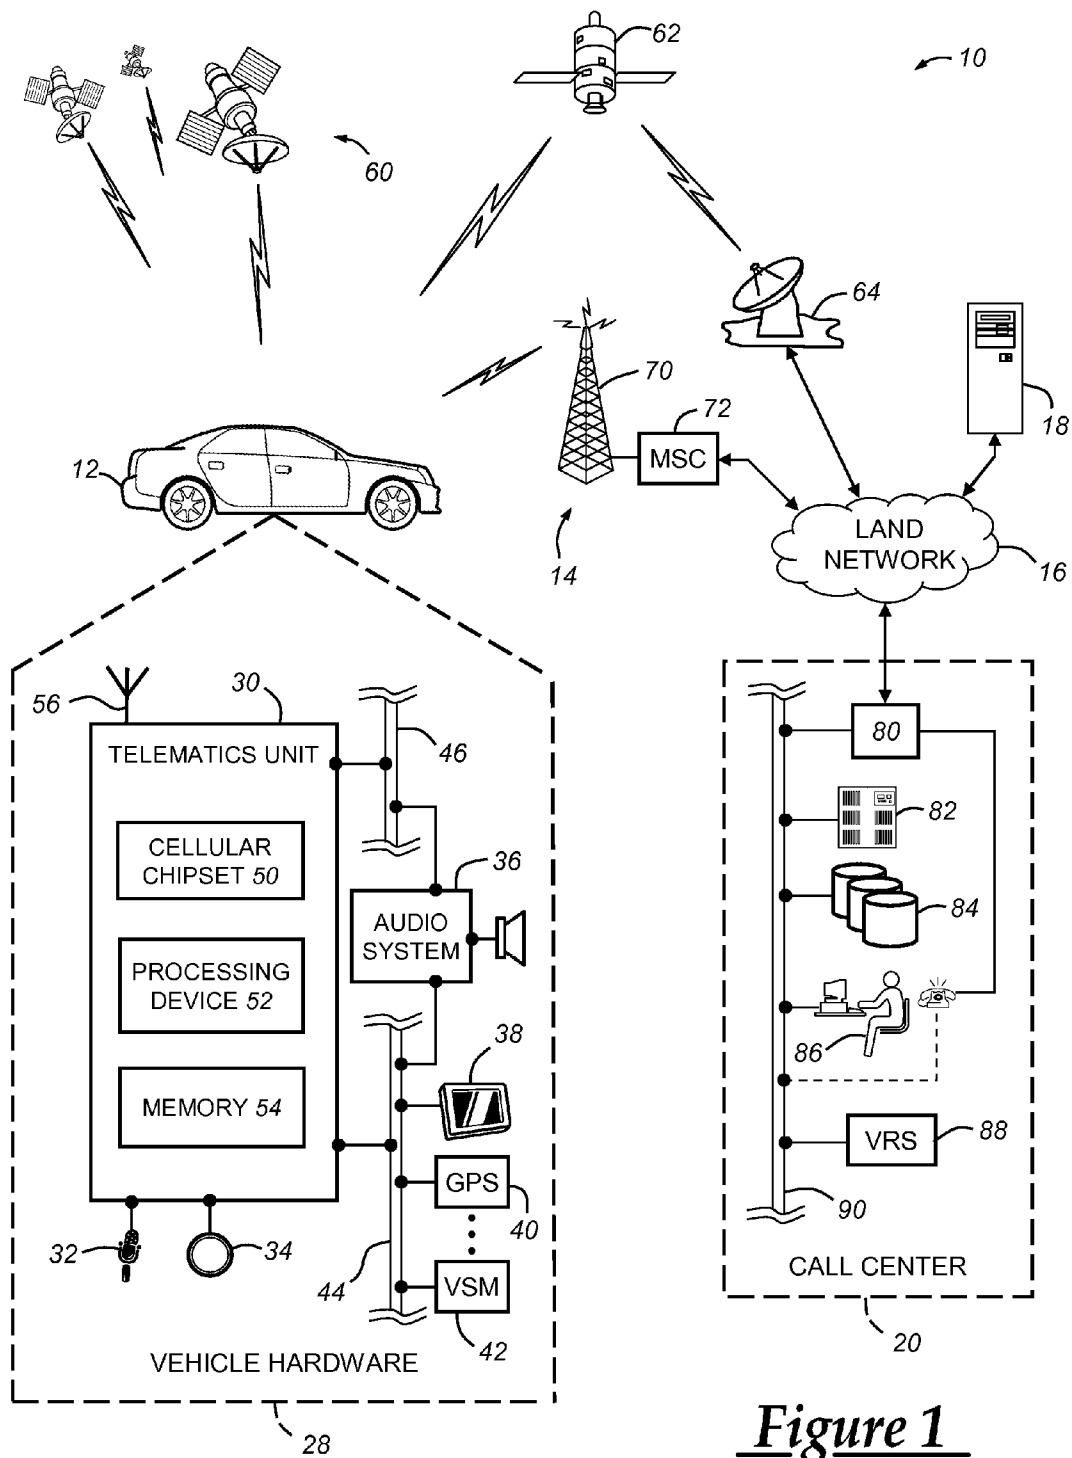 62
10
60
64
70
72
18
MSC
12
LAND
NETWORK
14
16
56
30
46
TELEMATICS UNIT
80
82
CELLULAR
CHIPSET 50
36
AUDIO
SYSTEM
84
PROCESSING
DEVICE 52
38
86
MEMORY 54
VRS
88
GPS
40
90
32
34
44
VSM
42
CALL CENTER
20
VEHICLE HARDWARE
28
Figure 1